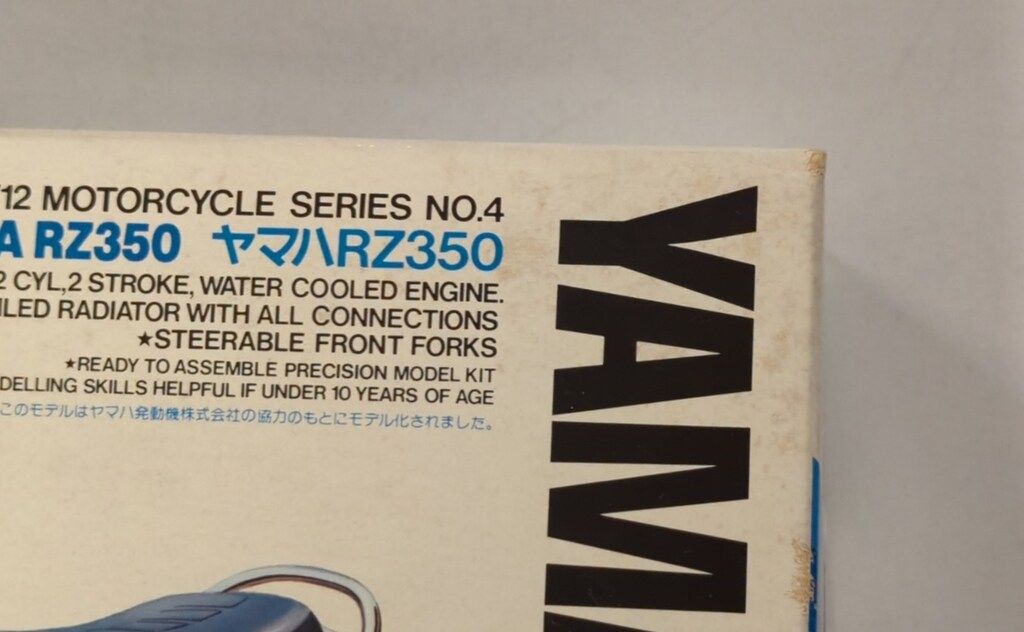 /12 MOTORCYCLE SERIES NO.4
A RZ350 ヤマハRZ350
2 CYL,2 STROKE, WATER COOLED ENGINE.
ILED RADIATOR WITH ALL CONNECTIONS
★STEERABLE FRONT FORKS
★READY TO ASSEMBLE PRECISION MODEL KIT
DELLING SKILLS HELPFUL IF UNDER 10 YEARS OF AGE
このモデルはヤマハ発動機株式会社の協力のもとにモデル化されました。
YAM